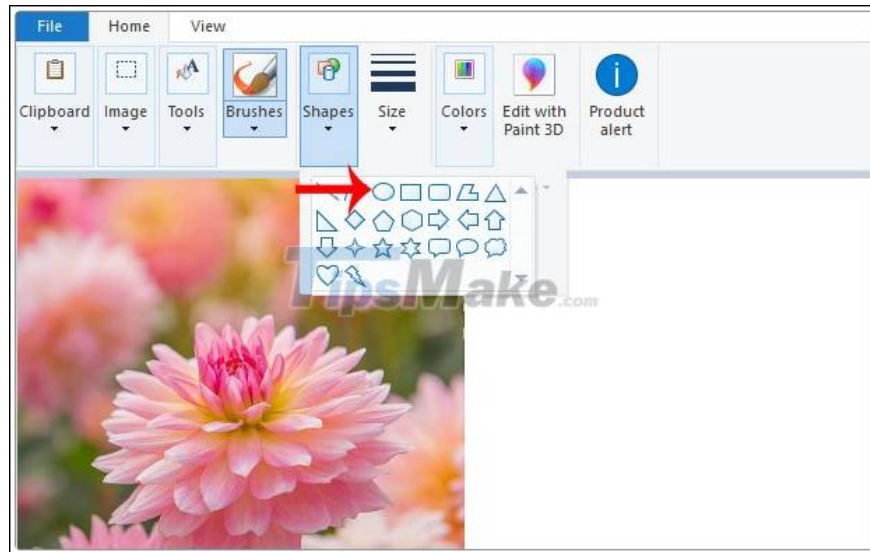 File Home View
Clipboard Image Tools Brushes Shapes Size Colors Edit with Paint 3D Product alert
TipsMake.com